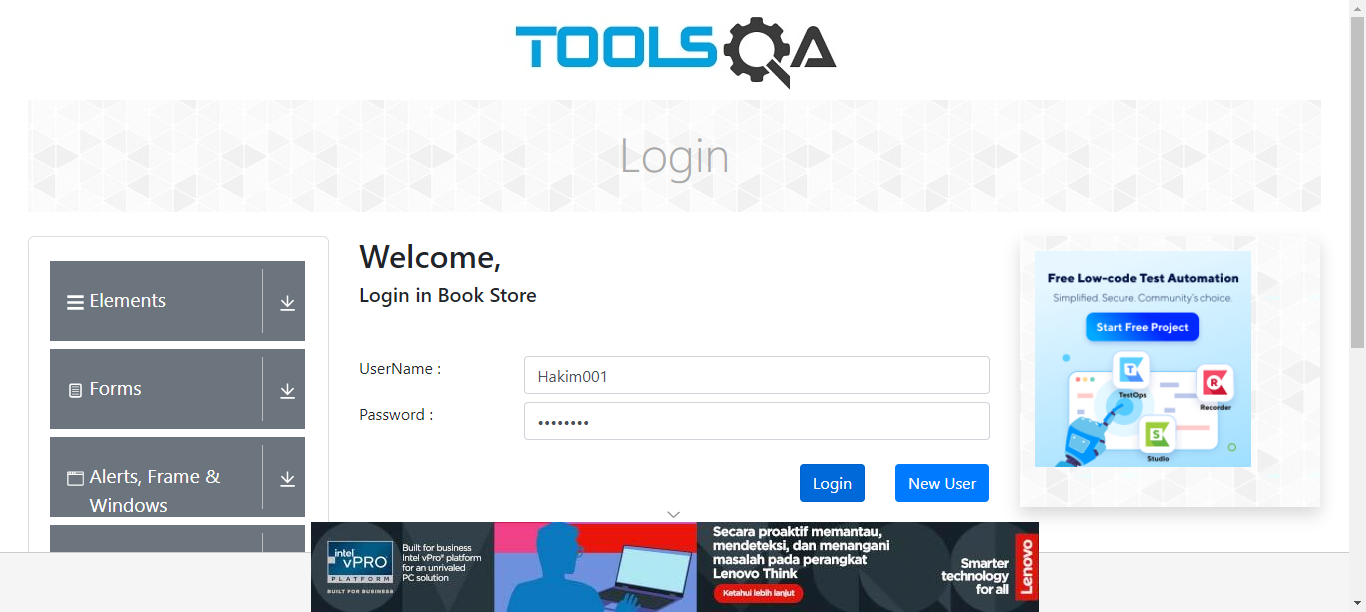 TOOLSQA
Login
Elements
Forms
Alerts, Frame &
Windows
Welcome,
Login in Book Store
UserName :
Hakim001
Password :
••••••••
Login
New User
Free Low-code Test Automation
Simplified. Secure. Community's choice.
Start Free Project
TestOps
Recorder
Studio
intel
vPRO
PLATFORM
BUILT FOR BUSINESS
Built for business
Intel vPro® platform
for an unrivaled
PC solution
Secara proaktif memantau,
mendeteksi, dan menangani
masalah pada perangkat
Lenovo Think
Ketahui lebih lanjut
Smarter
technology
for all
Lenovo